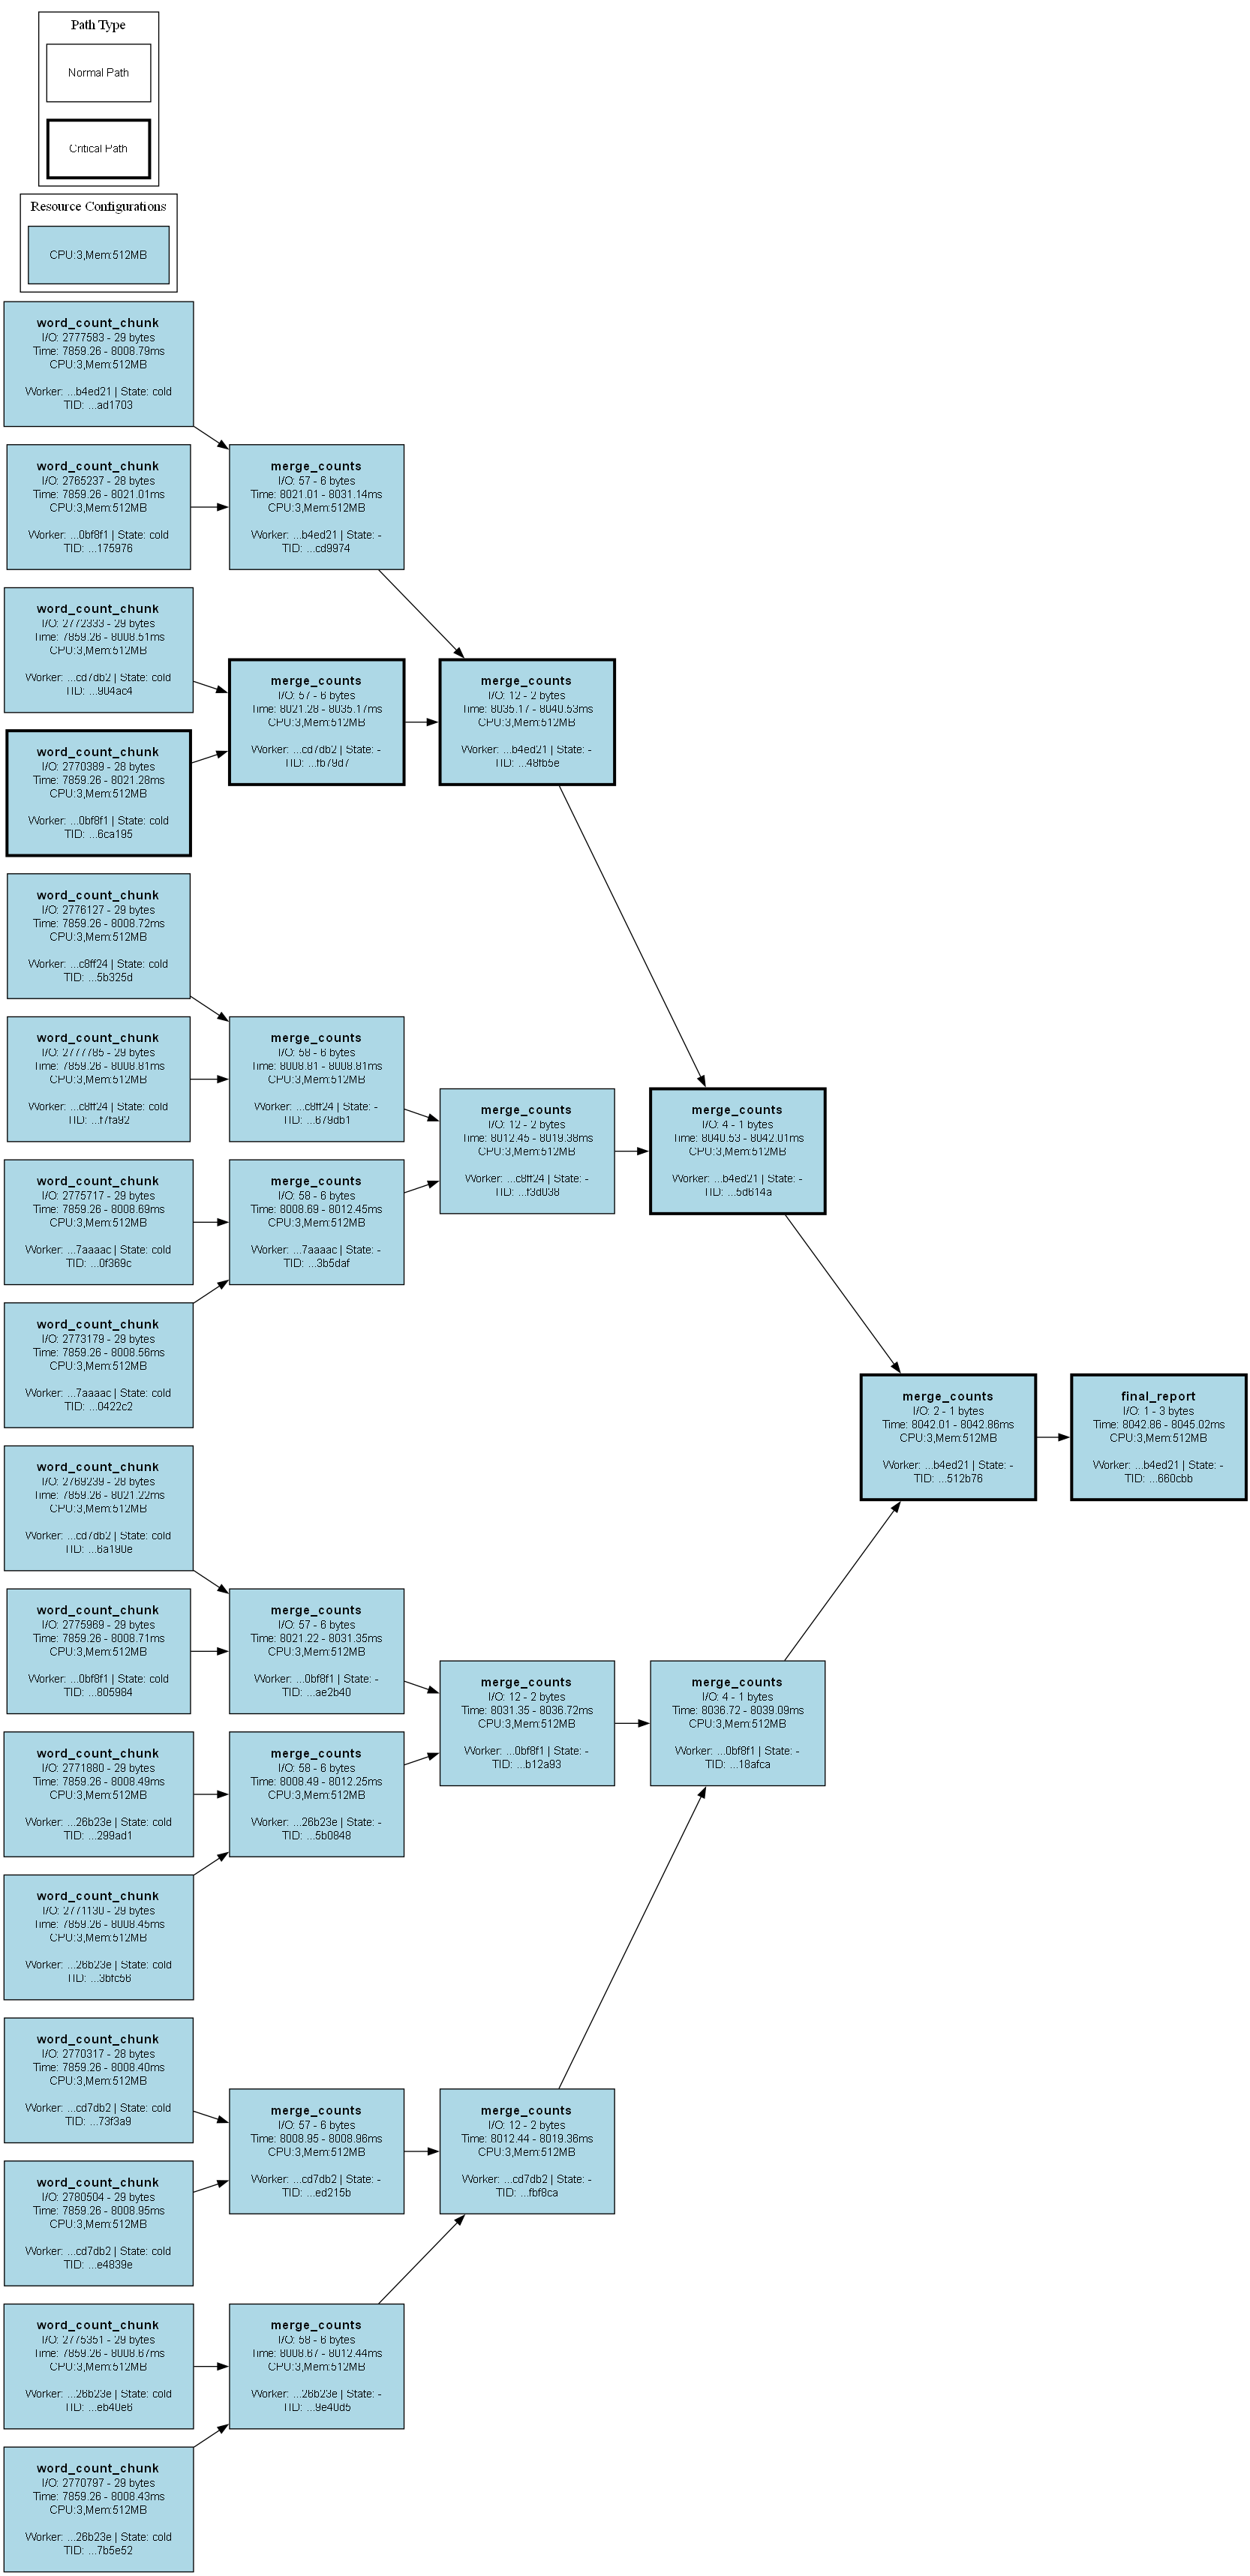 Path Type
Normal Path
Critical Path
Resource Configurations
CPU:3,Mem:512MB
word_count_chunk
I/O: 2777583 - 29 bytes
Time: 7859.26 - 8008.79ms
CPU:3,Mem:512MB
Worker: ...b4ed21 | State: cold
TID: ...ad1703
word_count_chunk
I/O: 2765237 - 28 bytes
Time: 7859.26 - 8021.01ms
CPU:3,Mem:512MB
Worker: ...0bf8f1 | State: cold
TID: ...175976
merge_counts
I/O: 57 - 6 bytes
Time: 8021.01 - 8031.14ms
CPU:3,Mem:512MB
Worker: ...b4ed21 | State: -
TID: ...cd9974
word_count_chunk
I/O: 2772333 - 29 bytes
Time: 7859.26 - 8008.51ms
CPU:3,Mem:512MB
Worker: ...cd7db2 | State: cold
TID: ...904ac4
merge_counts
I/O: 57 - 6 bytes
Time: 8021.28 - 8035.17ms
CPU:3,Mem:512MB
Worker: ...cd7db2 | State: -
TID: ...fb79d7
merge_counts
I/O: 12 - 2 bytes
Time: 8035.17 - 8040.53ms
CPU:3,Mem:512MB
Worker: ...b4ed21 | State: -
TID: ...48fb5e
word_count_chunk
I/O: 2770389 - 28 bytes
Time: 7859.26 - 8021.28ms
CPU:3,Mem:512MB
Worker: ...0bf8f1 | State: cold
TID: ...6ca195
word_count_chunk
I/O: 2776127 - 29 bytes
Time: 7859.26 - 8008.72ms
CPU:3,Mem:512MB
Worker: ...c8ff24 | State: cold
TID: ...5b325d
word_count_chunk
I/O: 2777785 - 29 bytes
Time: 7859.26 - 8008.81ms
CPU:3,Mem:512MB
Worker: ...c8ff24 | State: cold
TID: ...f7fa92
merge_counts
I/O: 58 - 6 bytes
Time: 8008.81 - 8008.81ms
CPU:3,Mem:512MB
Worker: ...c8ff24 | State: -
TID: ...679db1
merge_counts
I/O: 12 - 2 bytes
Time: 8012.45 - 8019.38ms
CPU:3,Mem:512MB
Worker: ...c8ff24 | State: -
TID: ...f3d038
merge_counts
I/O: 4 - 1 bytes
Time: 8040.53 - 8042.01ms
CPU:3,Mem:512MB
Worker: ...b4ed21 | State: -
TID: ...5d614a
word_count_chunk
I/O: 2775717 - 29 bytes
Time: 7859.26 - 8008.69ms
CPU:3,Mem:512MB
Worker: ...7aaaac | State: cold
TID: ...0f369c
merge_counts
I/O: 58 - 6 bytes
Time: 8008.69 - 8012.45ms
CPU:3,Mem:512MB
Worker: ...7aaaac | State: -
TID: ...3b5daf
word_count_chunk
I/O: 2773179 - 29 bytes
Time: 7859.26 - 8008.56ms
CPU:3,Mem:512MB
Worker: ...7aaaac | State: cold
TID: ...0422c2
merge_counts
I/O: 2 - 1 bytes
Time: 8042.01 - 8042.86ms
CPU:3,Mem:512MB
Worker: ...b4ed21 | State: -
TID: ...512b76
final_report
I/O: 1 - 3 bytes
Time: 8042.86 - 8045.02ms
CPU:3,Mem:512MB
Worker: ...b4ed21 | State: -
TID: ...660cbb
word_count_chunk
I/O: 2769239 - 28 bytes
Time: 7859.26 - 8021.22ms
CPU:3,Mem:512MB
Worker: ...cd7db2 | State: cold
TID: ...6a190e
word_count_chunk
I/O: 2775969 - 29 bytes
Time: 7859.26 - 8008.71ms
CPU:3,Mem:512MB
Worker: ...0bf8f1 | State: cold
TID: ...805984
merge_counts
I/O: 57 - 6 bytes
Time: 8021.22 - 8031.35ms
CPU:3,Mem:512MB
Worker: ...0bf8f1 | State: -
TID: ...ae2b40
merge_counts
I/O: 12 - 2 bytes
Time: 8031.35 - 8036.72ms
CPU:3,Mem:512MB
Worker: ...0bf8f1 | State: -
TID: ...b12a93
merge_counts
I/O: 4 - 1 bytes
Time: 8036.72 - 8039.09ms
CPU:3,Mem:512MB
Worker: ...0bf8f1 | State: -
TID: ...18afca
word_count_chunk
I/O: 2771880 - 29 bytes
Time: 7859.26 - 8008.49ms
CPU:3,Mem:512MB
Worker: ...26b23e | State: cold
TID: ...299ad1
merge_counts
I/O: 58 - 6 bytes
Time: 8008.49 - 8012.25ms
CPU:3,Mem:512MB
Worker: ...26b23e | State: -
TID: ...5b0848
word_count_chunk
I/O: 2771130 - 29 bytes
Time: 7859.26 - 8008.45ms
CPU:3,Mem:512MB
Worker: ...26b23e | State: cold
TID: ...3bfc56
word_count_chunk
I/O: 2770317 - 28 bytes
Time: 7859.26 - 8008.40ms
CPU:3,Mem:512MB
Worker: ...cd7db2 | State: cold
TID: ...73f3a9
merge_counts
I/O: 57 - 6 bytes
Time: 8008.95 - 8008.96ms
CPU:3,Mem:512MB
Worker: ...cd7db2 | State: -
TID: ...ed215b
merge_counts
I/O: 12 - 2 bytes
Time: 8012.44 - 8019.36ms
CPU:3,Mem:512MB
Worker: ...cd7db2 | State: -
TID: ...fbf8ca
word_count_chunk
I/O: 2780504 - 29 bytes
Time: 7859.26 - 8008.95ms
CPU:3,Mem:512MB
Worker: ...cd7db2 | State: cold
TID: ...e4839e
word_count_chunk
I/O: 2775351 - 29 bytes
Time: 7859.26 - 8008.67ms
CPU:3,Mem:512MB
Worker: ...26b23e | State: cold
TID: ...eb40e6
merge_counts
I/O: 58 - 6 bytes
Time: 8008.67 - 8012.44ms
CPU:3,Mem:512MB
Worker: ...26b23e | State: -
TID: ...9e40d5
word_count_chunk
I/O: 2770797 - 29 bytes
Time: 7859.26 - 8008.43ms
CPU:3,Mem:512MB
Worker: ...26b23e | State: cold
TID: ...7b5e52